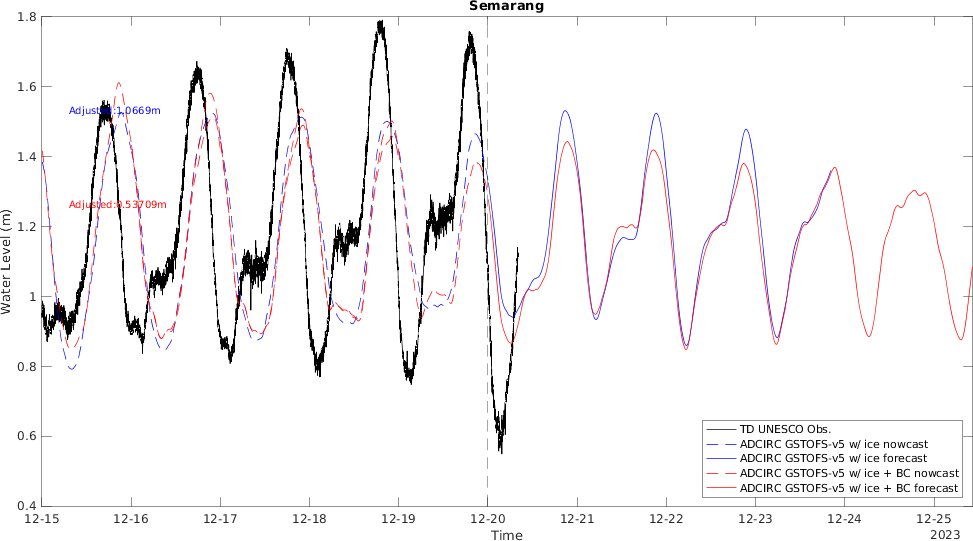 Semarang
1.8
1.6
1.4
1.2
1
0.8
0.6
0.4
Water Level (m)
Adjusted:1.0669m
Adjusted:0.53709m
TD UNESCO Obs.
ADCIRC GSTOFS-v5 w/ ice nowcast
ADCIRC GSTOFS-v5 w/ ice forecast
ADCIRC GSTOFS-v5 w/ ice + BC nowcast
ADCIRC GSTOFS-v5 w/ ice + BC forecast
12-15 12-16 12-17 12-18 12-19 12-20 12-21 12-22 12-23 12-24 12-25
Time
2023